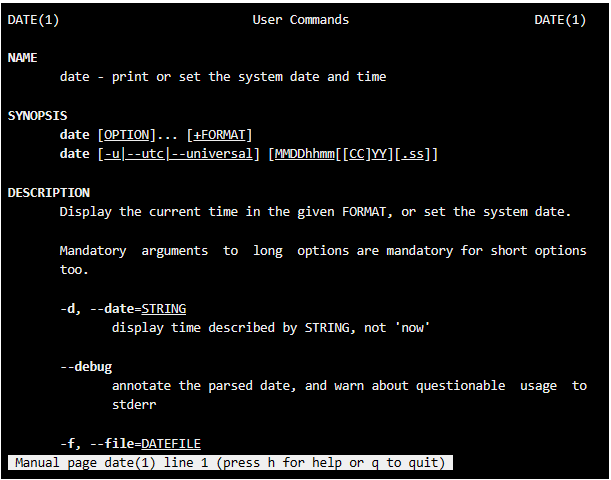 DATE(1) User Commands DATE(1)
NAME
date - print or set the system date and time
SYNOPSIS
date [OPTION]... [+FORMAT]
date [-u|--utc|--universal] [MMDDhhmm[[CC]YY][.ss]]
DESCRIPTION
Display the current time in the given FORMAT, or set the system date.
Mandatory arguments to long options are mandatory for short options
too.
-d, --date=STRING
display time described by STRING, not 'now'
--debug
annotate the parsed date, and warn about questionable usage to
stderr
-f, --file=DATEFILE
Manual page date(1) line 1 (press h for help or q to quit)